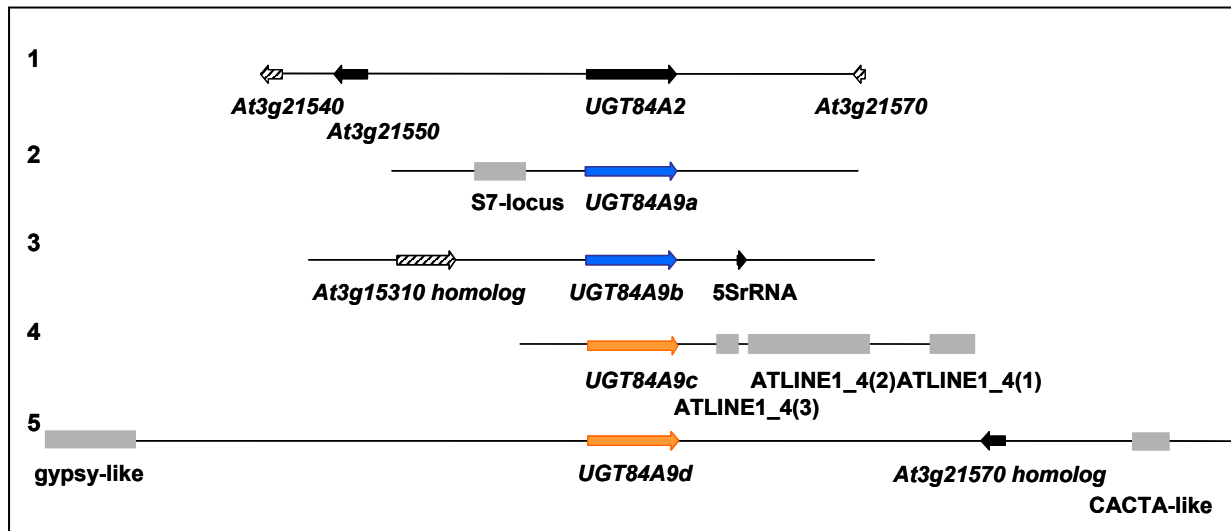 1
At3g21540
At3g21550
UGT84A2
At3g21570
2
S7-locus
UGT84A9a
3
At3g15310 homolog
UGT84A9b
5SrRNA
4
UGT84A9c
ATLINE1_4(3)
ATLINE1_4(2)
ATLINE1_4(1)
5
gypsy-like
UGT84A9d
At3g21570 homolog
CACTA-like